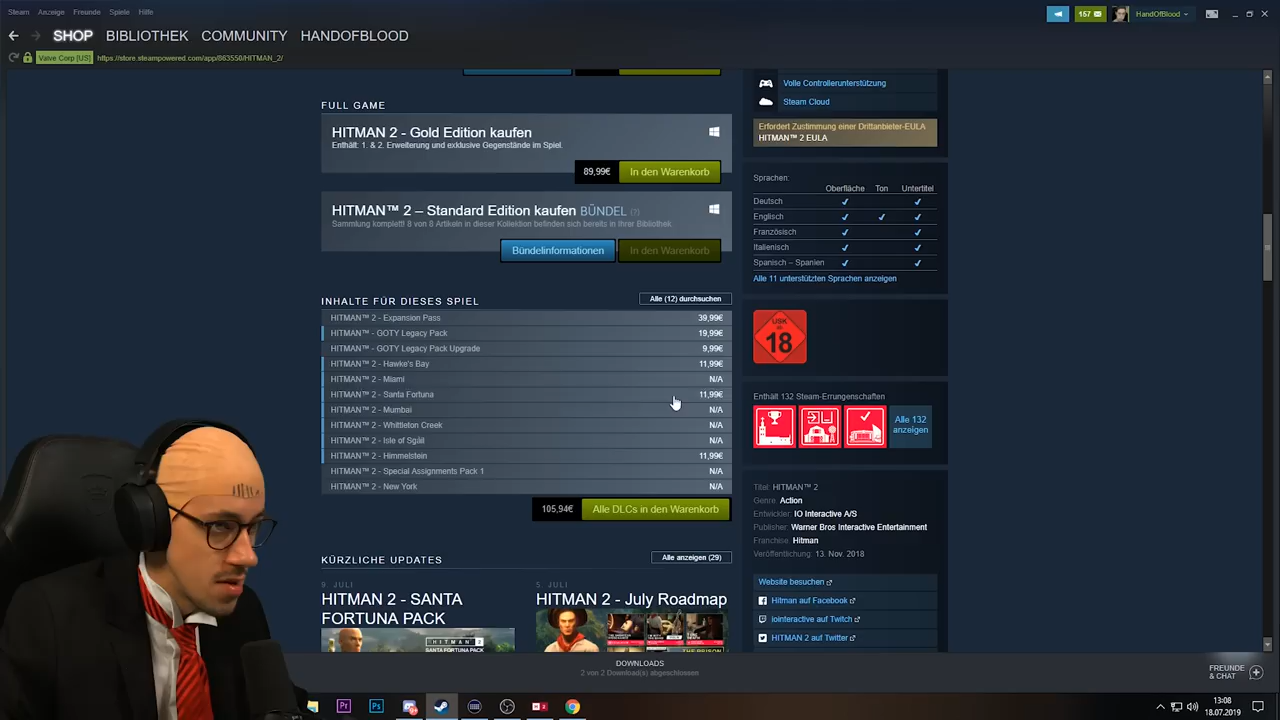 Steam Anzeige Freunde Spiele Hilfe
157
HandOfBlood
SHOP BIBLIOTHEK COMMUNITY HANDOFBLOOD
Valve Corp [US] https://store.steampowered.com/app/863550/HITMAN_2/
FULL GAME
HITMAN 2 - Gold Edition kaufen
Enthält: 1. & 2. Erweiterung und exklusive Gegenstände im Spiel.
89,99€ In den Warenkorb
HITMAN™ 2 – Standard Edition kaufen BÜNDEL (?)
Sammlung komplett! 8 von 8 Artikeln in dieser Kollektion befinden sich bereits in Ihrer Bibliothek.
Bündelinformationen In den Warenkorb
INHALTE FÜR DIESES SPIEL
Alle (12) durchsuchen
HITMAN™ 2 - Expansion Pass 39,99€
HITMAN™ - GOTY Legacy Pack 19,99€
HITMAN™ - GOTY Legacy Pack Upgrade 9,99€
HITMAN™ 2 - Hawke's Bay 11,99€
HITMAN™ 2 - Miami N/A
HITMAN™ 2 - Santa Fortuna 11,99€
HITMAN™ 2 - Mumbai N/A
HITMAN™ 2 - Whittleton Creek N/A
HITMAN™ 2 - Isle of Sgàil N/A
HITMAN™ 2 - Himmelstein 11,99€
HITMAN™ 2 - Special Assignments Pack 1 N/A
HITMAN™ 2 - New York N/A
105,94€ Alle DLCs in den Warenkorb
KÜRZLICHE UPDATES
Alle anzeigen (29)
9. JULI
HITMAN 2 - SANTA
FORTUNA PACK
HITMAN 2
SANTA FORTUNA PACK
5. JULI
HITMAN 2 - July Roadmap
Volle Controllerunterstützung
Steam Cloud
Erfordert Zustimmung einer Drittanbieter-EULA
HITMAN™ 2 EULA
Sprachen:
Oberfläche Ton Untertitel
Deutsch ✔ ✔
Englisch ✔ ✔ ✔
Französisch ✔ ✔
Italienisch ✔ ✔
Spanisch – Spanien ✔ ✔
Alle 11 unterstützten Sprachen anzeigen
USK
ab
18
Enthält 132 Steam-Errungenschaften
Alle 132
anzeigen
Titel: HITMAN™ 2
Genre: Action
Entwickler: IO Interactive A/S
Publisher: Warner Bros Interactive Entertainment
Franchise: Hitman
Veröffentlichung: 13. Nov. 2018
Website besuchen
Hitman auf Facebook
iointeractive auf Twitch
HITMAN 2 auf Twitter
DOWNLOADS
2 von 2 Download(s) abgeschlossen
FREUNDE
& CHAT
Pr Ps
13:08
18.07.2019